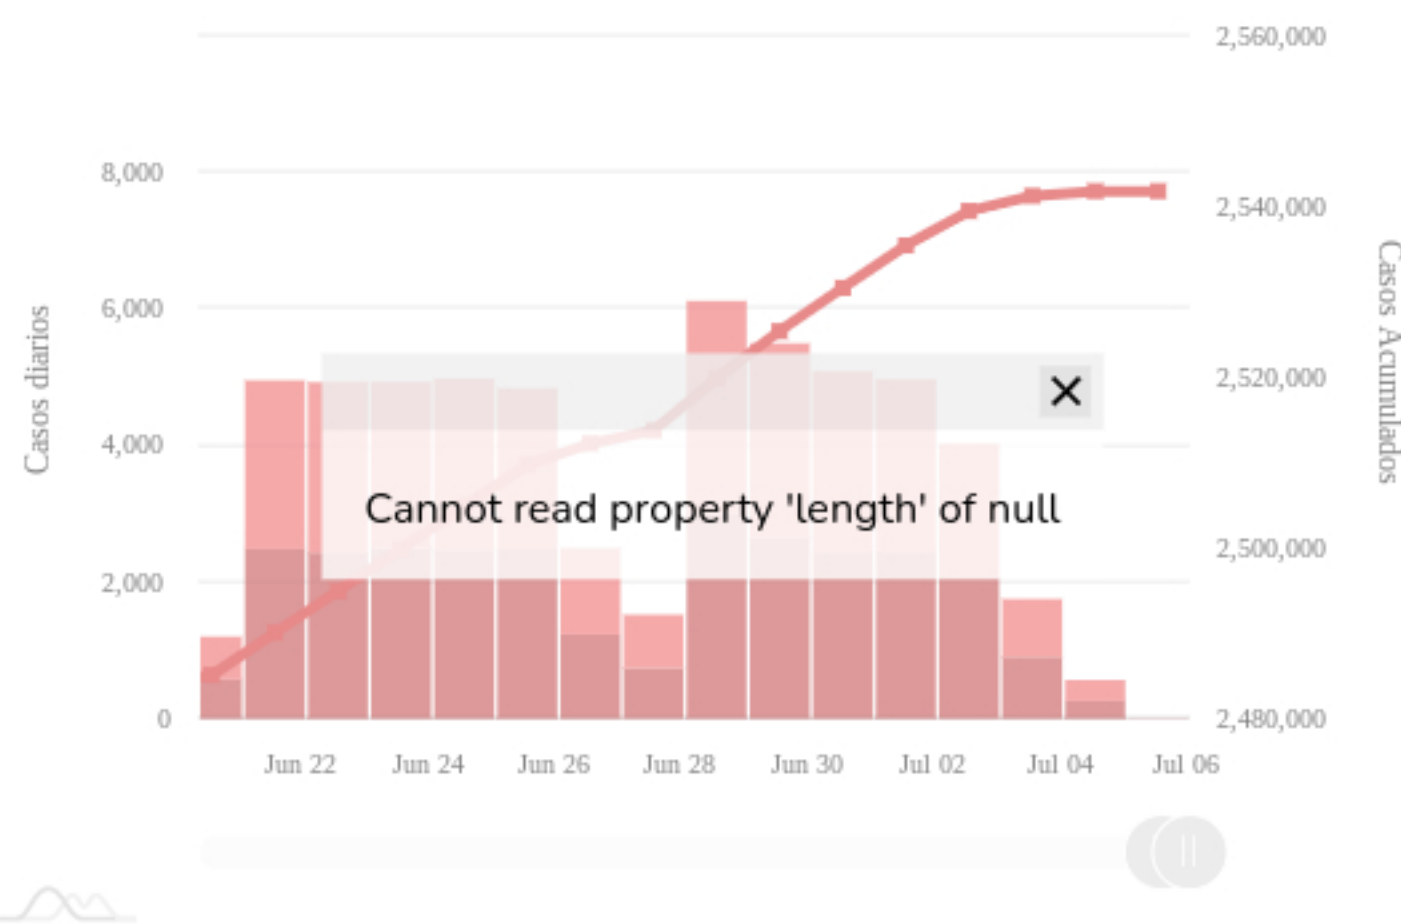 2,560,000
8,000
2,540,000
6,000
Casos diarios
Casos Acumulados
2,520,000
4,000
Cannot read property 'length' of null
2,500,000
2,000
0
2,480,000
Jun 22 Jun 24 Jun 26 Jun 28 Jun 30 Jul 02 Jul 04 Jul 06